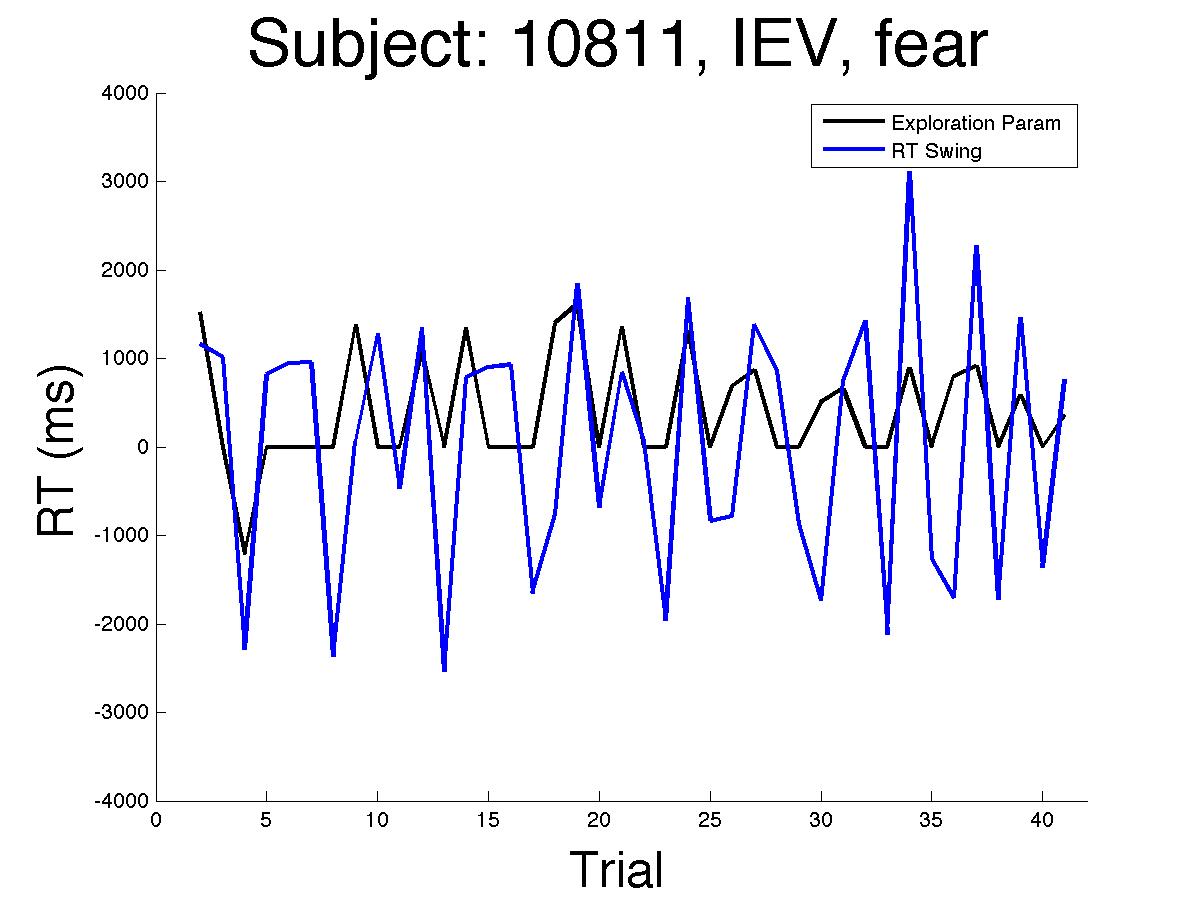 Subject: 10811, IEV, fear
4000
3000
2000
1000
0
-1000
-2000
-3000
-4000
RT (ms)
Exploration Param
RT Swing
0 5 10 15 20 25 30 35 40
Trial